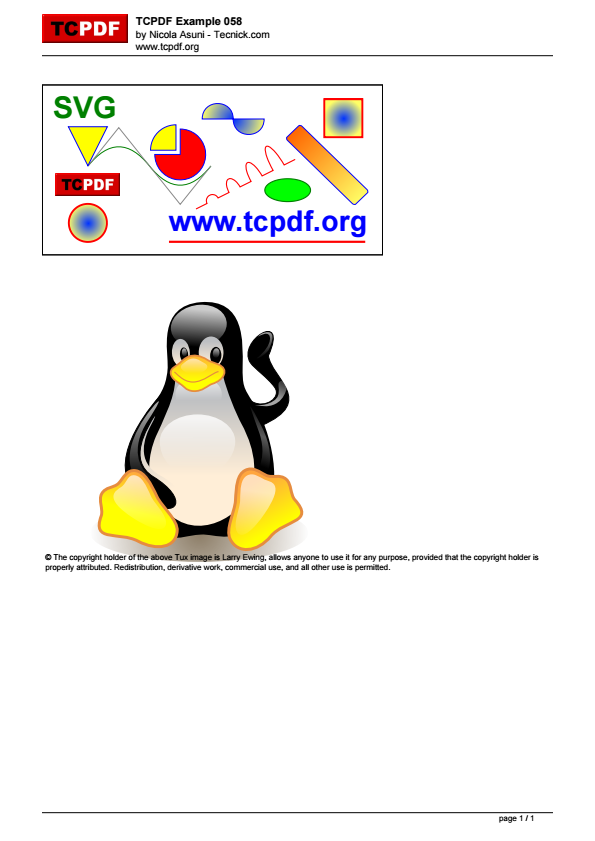 TCPDF
TCPDF Example 058
by Nicola Asuni - Tecnick.com
www.tcpdf.org
SVG
TCPDF
www.tcpdf.org
© The copyright holder of the above Tux image is Larry Ewing, allows anyone to use it for any purpose, provided that the copyright holder is
properly attributed. Redistribution, derivative work, commercial use, and all other use is permitted.
page 1 / 1